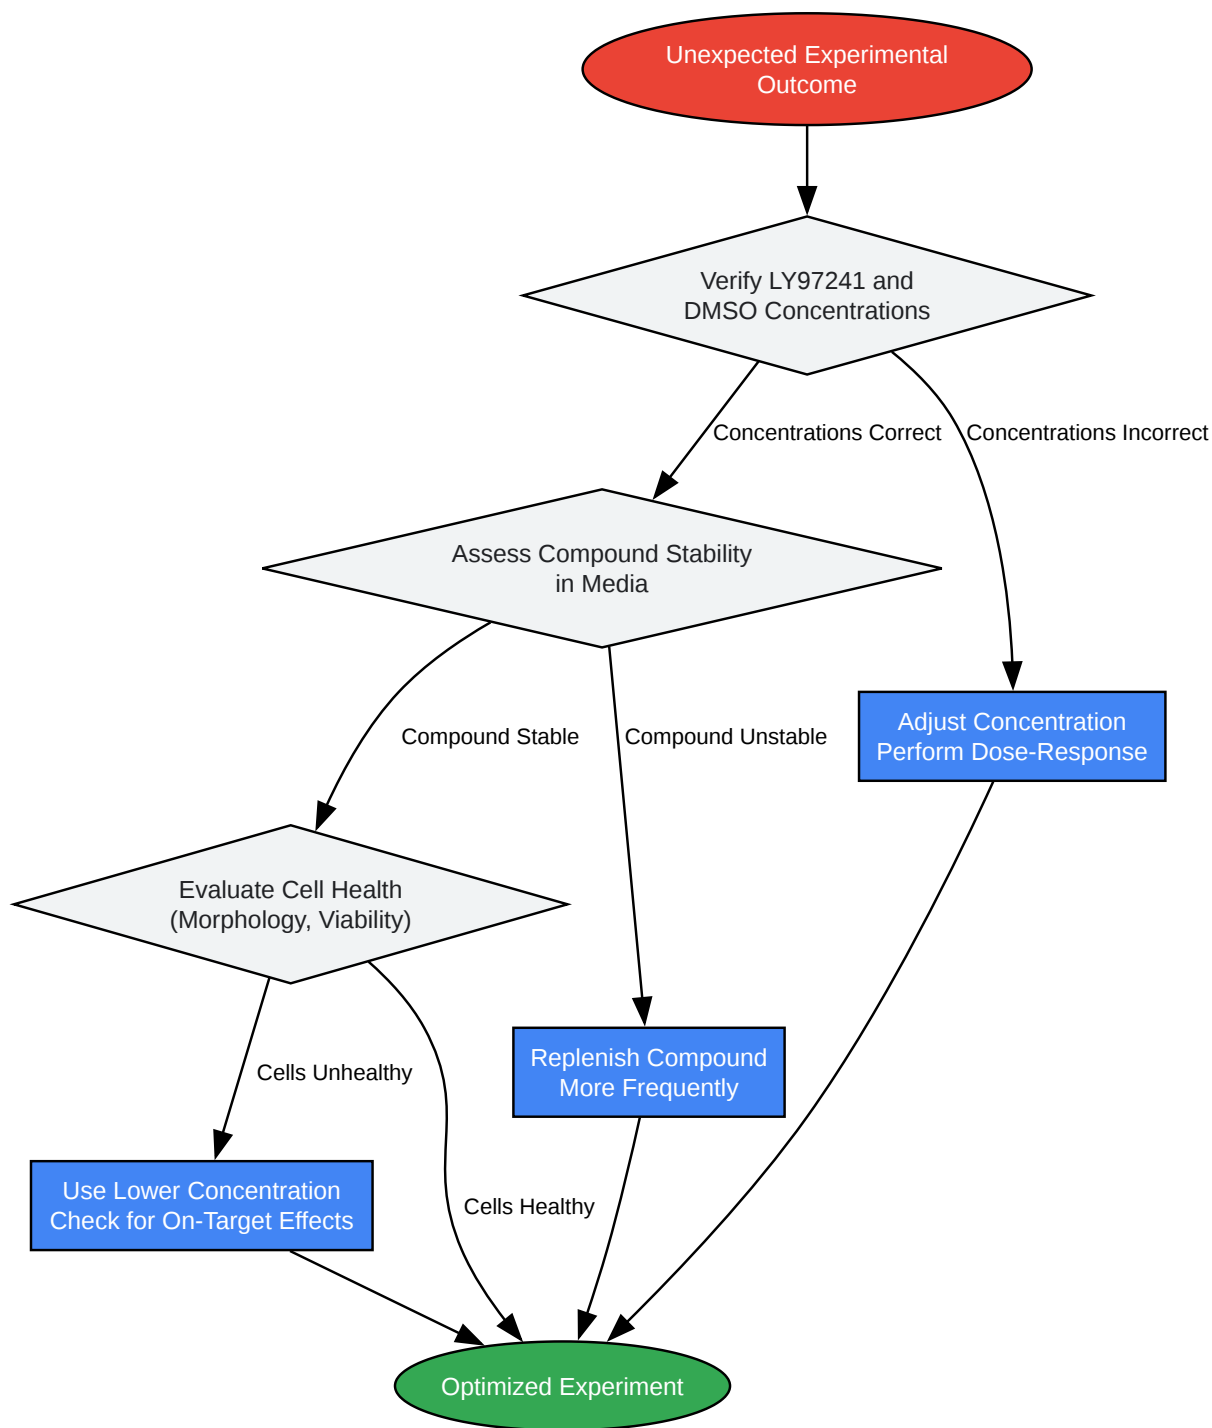 Unexpected Experimental
Outcome
Verify LY97241 and
DMSO Concentrations
Concentrations Correct
Concentrations Incorrect
Assess Compound Stability
in Media
Adjust Concentration
Perform Dose-Response
Compound Stable
Compound Unstable
Evaluate Cell Health
(Morphology, Viability)
Replenish Compound
More Frequently
Cells Unhealthy
Use Lower Concentration
Check for On-Target Effects
Cells Healthy
Optimized Experiment